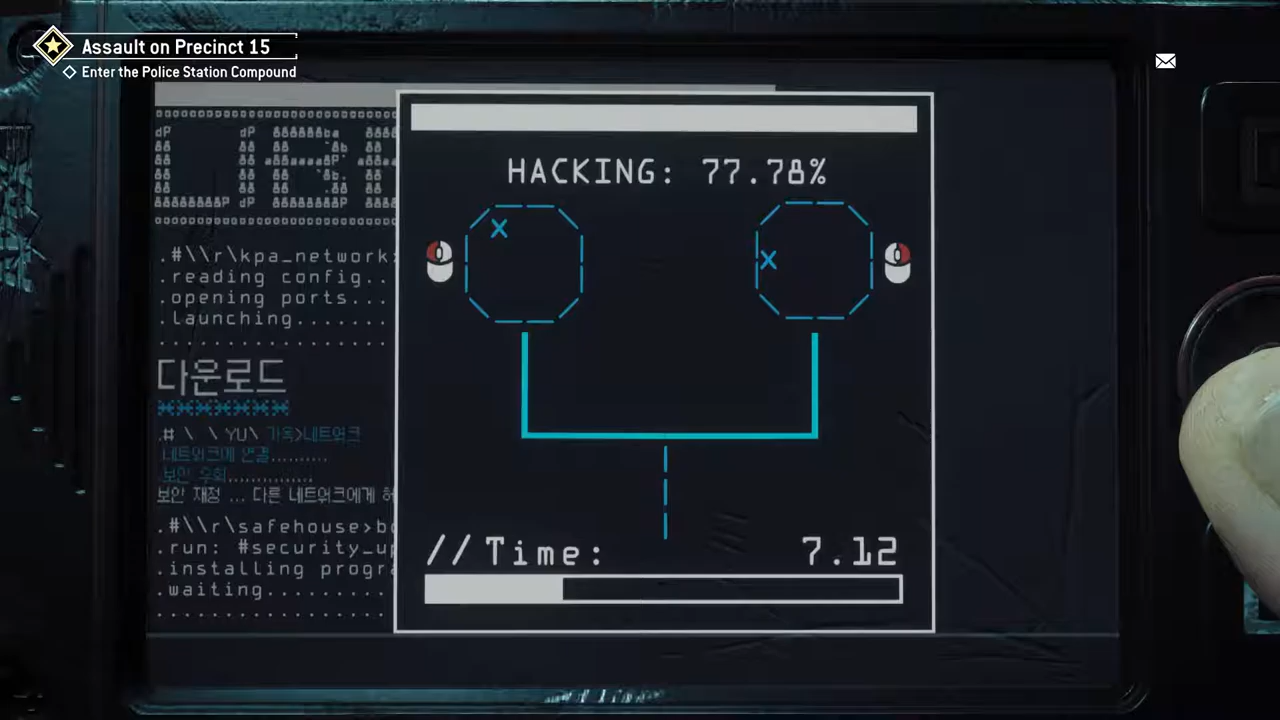 Assault on Precinct 15
Enter the Police Station Compound
HACKING: 77.78%
.#\\r\kpa_network:
.reading config..
.opening ports...
.launching.......
다운로드
.# \ \ YU\ 가옥>네트워크
네트워크에 연결..........
보안 우회..............
보안 재정 ... 다른 네트워크에게 허
.#\\r\safehouse>bo
.run: #security_up
.installing progra
.waiting.........
//Time: 7.12